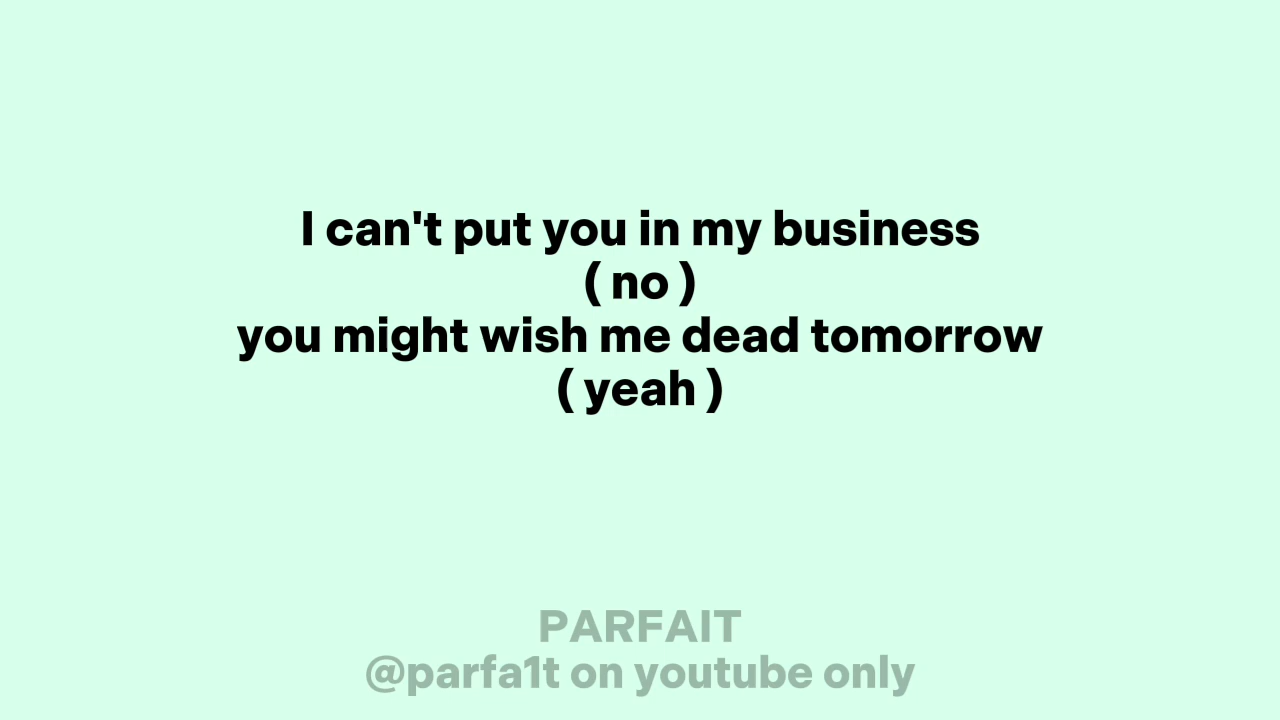 I can't put you in my business
( no )
you might wish me dead tomorrow
( yeah )
PARFAIT
@parfa1t on youtube only